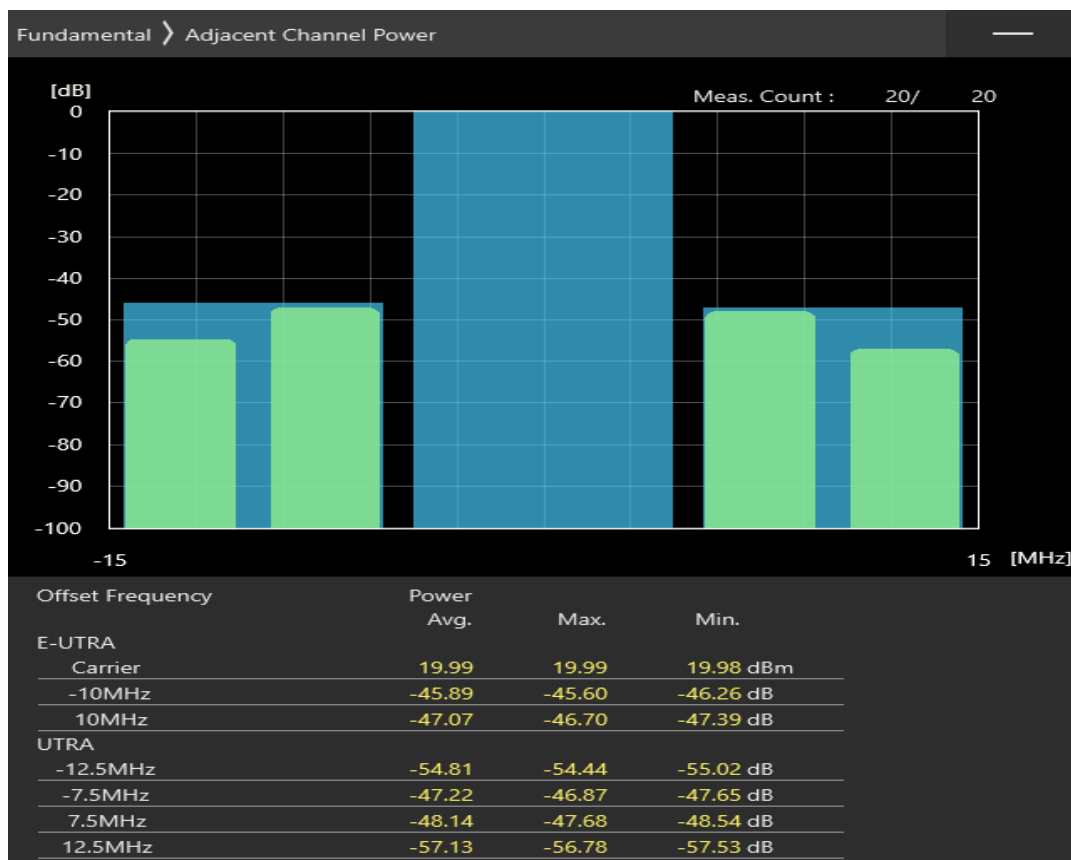 Fundamental ❯ Adjacent Channel Power
[dB]
Meas. Count : 20/ 20
0
-10
-20
-30
-40
-50
-60
-70
-80
-90
-100
-15 15 [MHz]
Offset Frequency Power
Avg. Max. Min.
E-UTRA
Carrier 19.99 19.99 19.98 dBm
-10MHz -45.89 -45.60 -46.26 dB
10MHz -47.07 -46.70 -47.39 dB
UTRA
-12.5MHz -54.81 -54.44 -55.02 dB
-7.5MHz -47.22 -46.87 -47.65 dB
7.5MHz -48.14 -47.68 -48.54 dB
12.5MHz -57.13 -56.78 -57.53 dB